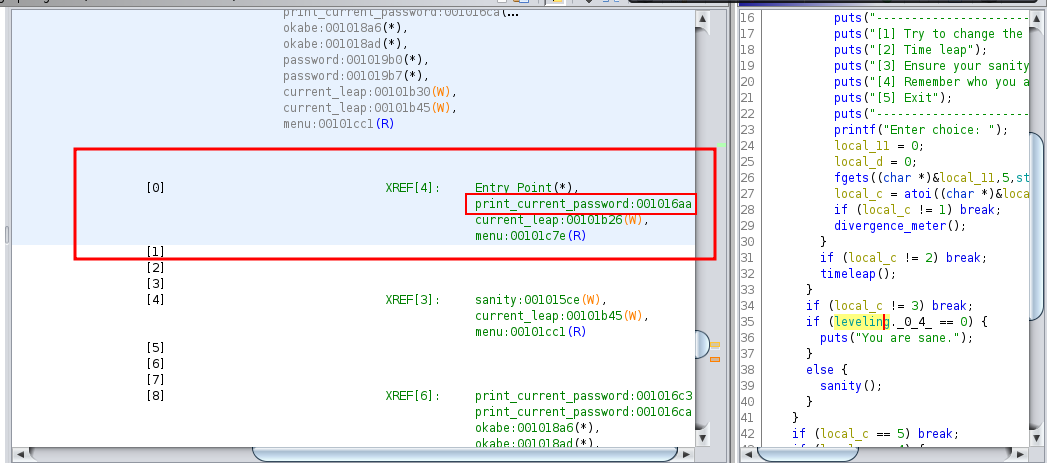 print_current_password:001016ca(...
okabe:001018a6(*),
okabe:001018ad(*),
password:001019b0(*),
password:001019b7(*),
current_leap:00101b30(W),
current_leap:00101b45(W),
menu:00101cc1(R)
[0] XREF[4]: Entry Point(*),
print_current_password:001016aa
current_leap:00101b26(W),
menu:00101c7e(R)
[1]
[2]
[3]
[4] XREF[3]: sanity:001015ce(W),
current_leap:00101b45(W),
menu:00101cc1(R)
[5]
[6]
[7]
[8] XREF[6]: print_current_password:001016c3
print_current_password:001016ca
okabe:001018a6(*),
okabe:001018ad(*),
16 puts("-----------------------
17 puts("[1] Try to change the
18 puts("[2] Time leap");
19 puts("[3] Ensure your sanity
20 puts("[4] Remember who you a
21 puts("[5] Exit");
22 puts("-----------------------
23 printf("Enter choice: ");
24 local_11 = 0;
25 local_d = 0;
26 fgets((char *)&local_11,5,st
27 local_c = atoi((char *)&loca
28 if (local_c != 1) break;
29 divergence_meter();
30 }
31 if (local_c != 2) break;
32 timeleap();
33 }
34 if (local_c != 3) break;
35 if (leveling._0_4_ == 0) {
36 puts("You are sane.");
37 }
38 else {
39 sanity();
40 }
41 }
42 if (local_c == 5) break;